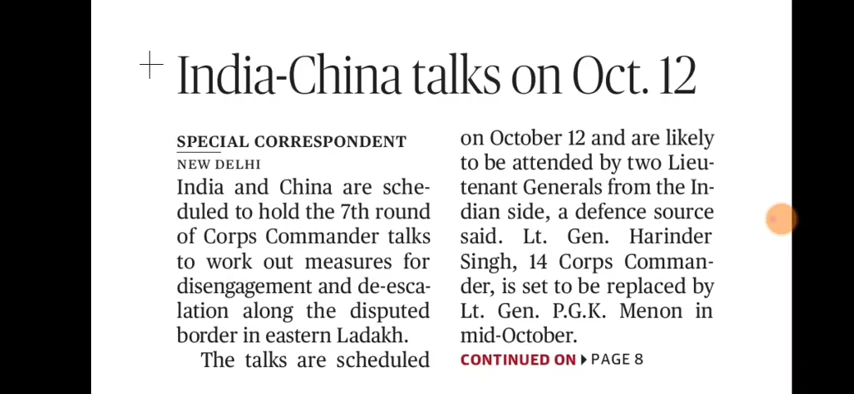 India-China talks on Oct. 12
SPECIAL CORRESPONDENT
NEW DELHI
India and China are sche-
duled to hold the 7th round
of Corps Commander talks
to work out measures for
disengagement and de-esca-
lation along the disputed
border in eastern Ladakh.
The talks are scheduled
on October 12 and are likely
to be attended by two Lieu-
tenant Generals from the In-
dian side, a defence source
said. Lt. Gen. Harinder
Singh, 14 Corps Comman-
der, is set to be replaced by
Lt. Gen. P.G.K. Menon in
mid-October.
CONTINUED ON PAGE 8